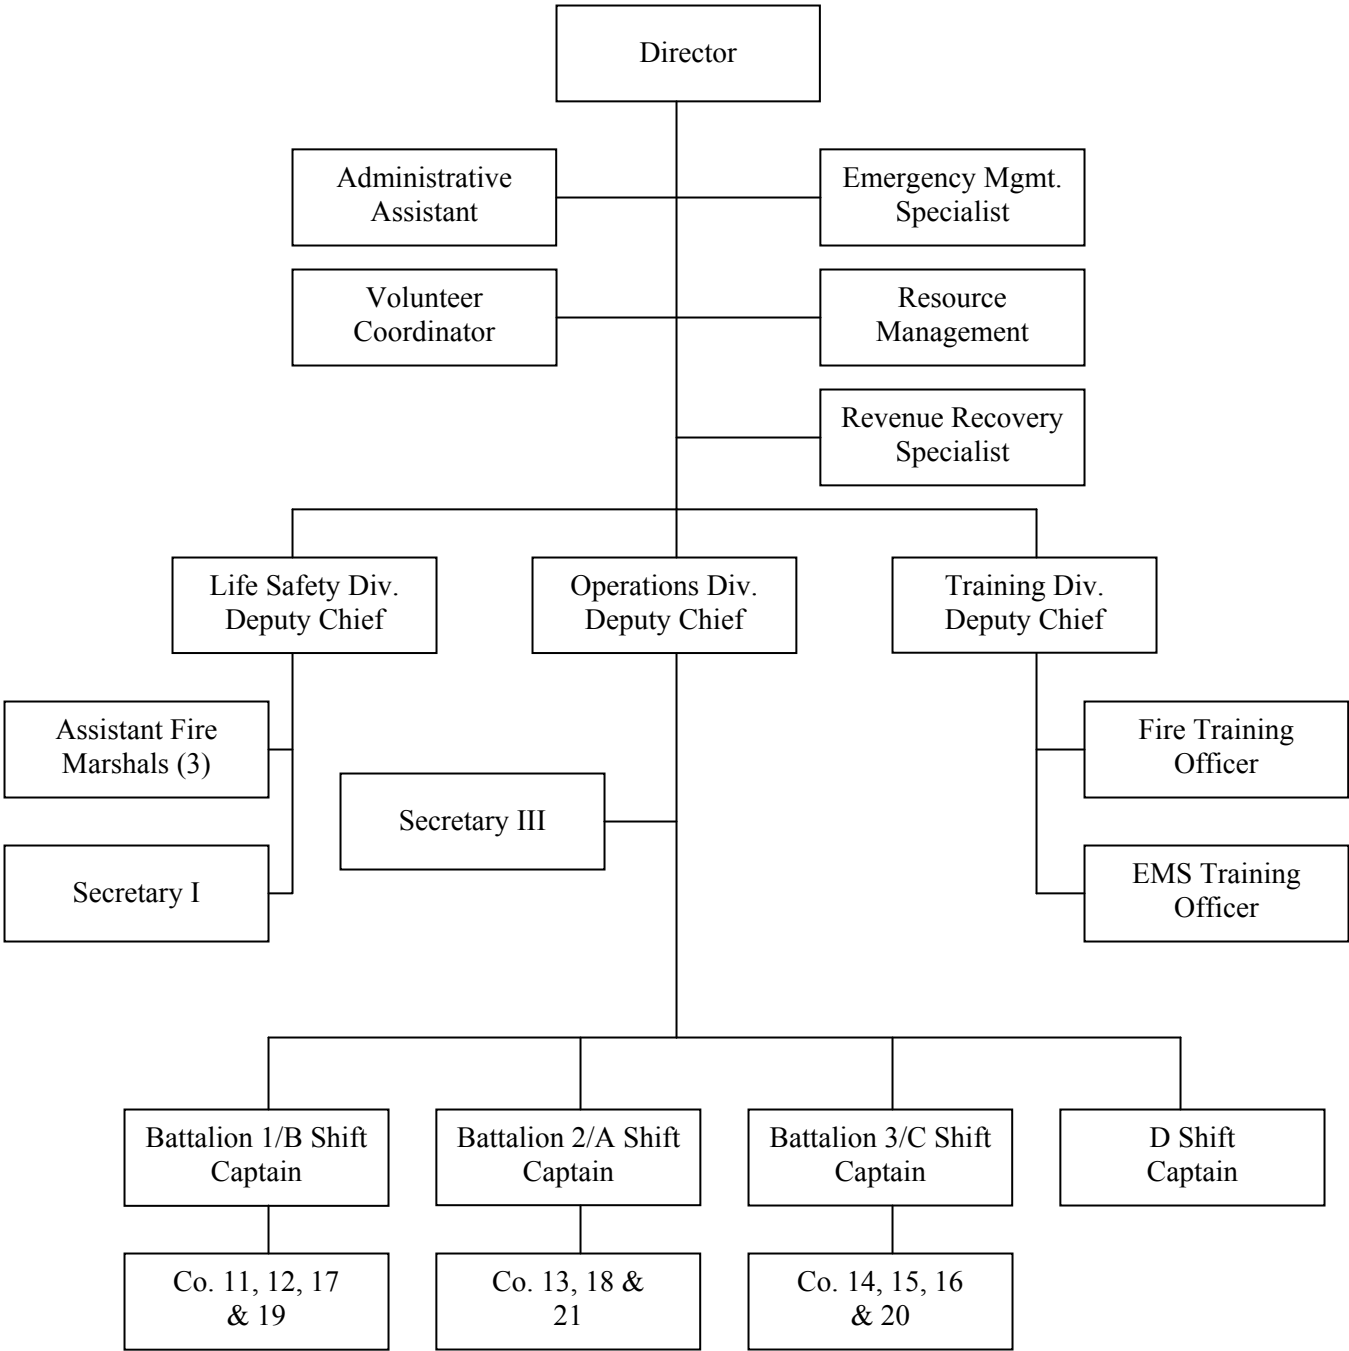 Director
Administrative
Assistant
Emergency Mgmt.
Specialist
Volunteer
Coordinator
Resource
Management
Revenue Recovery
Specialist
Life Safety Div.
Deputy Chief
Operations Div.
Deputy Chief
Training Div.
Deputy Chief
Assistant Fire
Marshals (3)
Fire Training
Officer
Secretary III
Secretary I
EMS Training
Officer
Battalion 1/B Shift
Captain
Battalion 2/A Shift
Captain
Battalion 3/C Shift
Captain
D Shift
Captain
Co. 11, 12, 17
& 19
Co. 13, 18 &
21
Co. 14, 15, 16
& 20